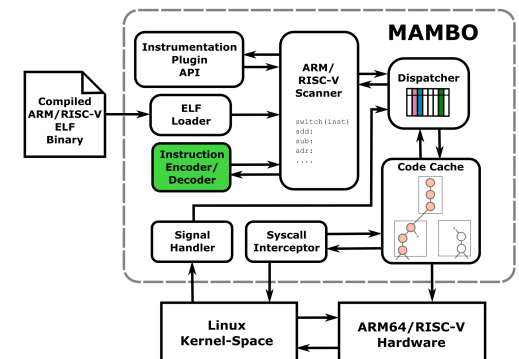 MAMBO
Instrumentation
Plugin
API
ARM/
RISC-V
Scanner
switch(inst)
add:
sub:
adr:
....
Dispatcher
Compiled
ARM/RISC-V
ELF
Binary
ELF
Loader
Instruction
Encoder/
Decoder
Code Cache
Signal
Handler
Syscall
Interceptor
Linux
Kernel-Space
ARM64/RISC-V
Hardware